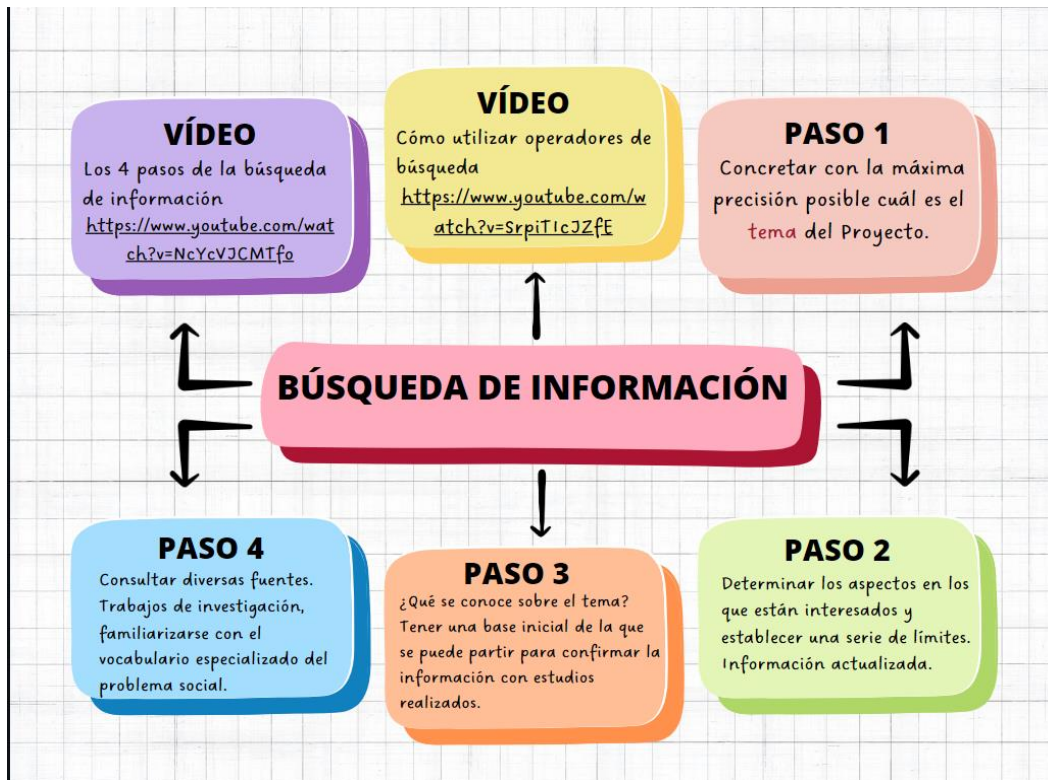 VÍDEO
Los 4 pasos de la búsqueda
de información
https://www.youtube.com/wat
ch?v=NcYcVJCMTfo
VÍDEO
Cómo utilizar operadores de
búsqueda
https://www.youtube.com/w
atch?v=SrpiTIcJZfE
PASO 1
Concretar con la máxima
precisión posible cuál es el
tema del Proyecto.
BÚSQUEDA DE INFORMACIÓN
PASO 4
Consultar diversas fuentes.
Trabajos de investigación,
familiarizarse con el
vocabulario especializado del
problema social.
PASO 3
¿Qué se conoce sobre el tema?
Tener una base inicial de la que
se puede partir para confirmar la
información con estudios
realizados.
PASO 2
Determinar los aspectos en los
que están interesados y
establecer una serie de límites.
Información actualizada.